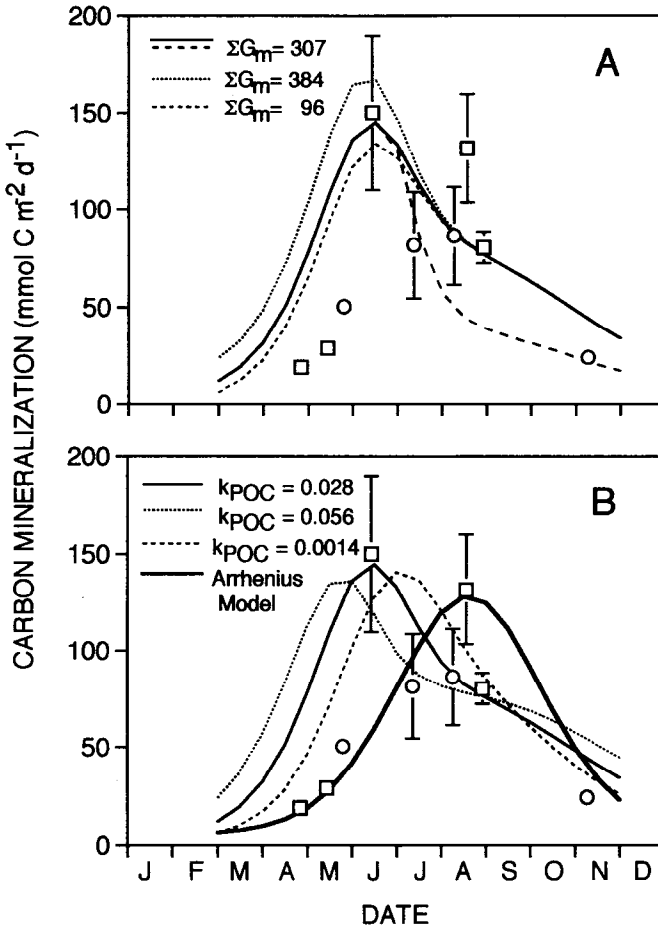 CARBON MINERALIZATION (mmol C m⁻² d⁻¹)
200
150
100
50
0
ΣGm = 307
ΣGm = 384
ΣGm = 96
A
200
150
100
50
0
kPOC = 0.028
kPOC = 0.056
kPOC = 0.0014
Arrhenius
Model
B
J F M A M J J A S O N D
DATE